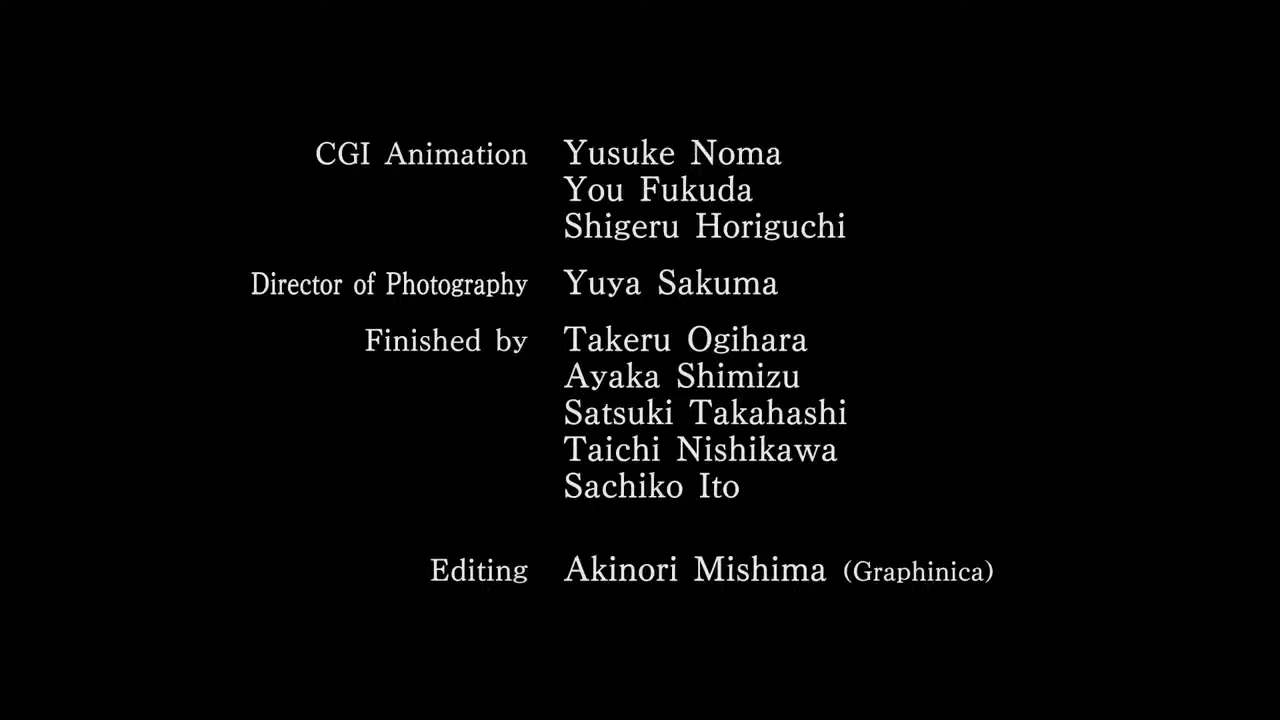 CGI Animation Yusuke Noma
You Fukuda
Shigeru Horiguchi
Director of Photography Yuya Sakuma
Finished by Takeru Ogihara
Ayaka Shimizu
Satsuki Takahashi
Taichi Nishikawa
Sachiko Ito
Editing Akinori Mishima (Graphinica)